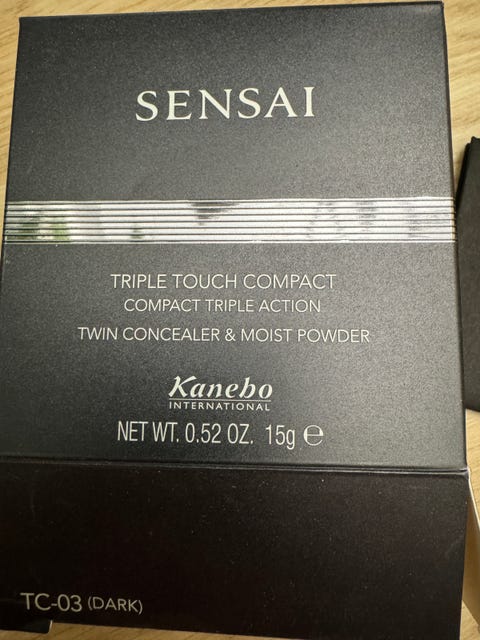 SENSAI
TRIPLE TOUCH COMPACT
COMPACT TRIPLE ACTION
TWIN CONCEALER & MOIST POWDER
Kanebo
INTERNATIONAL
NET WT. 0.52 OZ. 15g ℮
TC-03 (DARK)